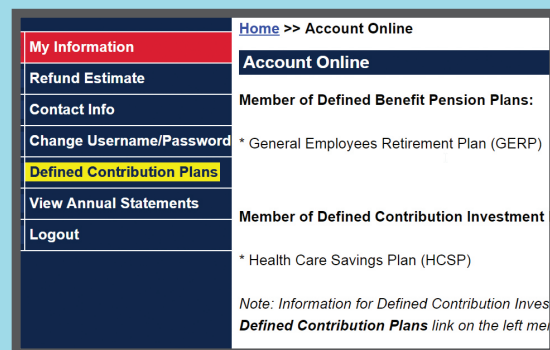 Home >> Account Online
My Information
Refund Estimate
Contact Info
Change Username/Password
Defined Contribution Plans
View Annual Statements
Logout
Account Online
Member of Defined Benefit Pension Plans:
* General Employees Retirement Plan (GERP)
Member of Defined Contribution Investment
* Health Care Savings Plan (HCSP)
Note: Information for Defined Contribution Inves
Defined Contribution Plans link on the left me